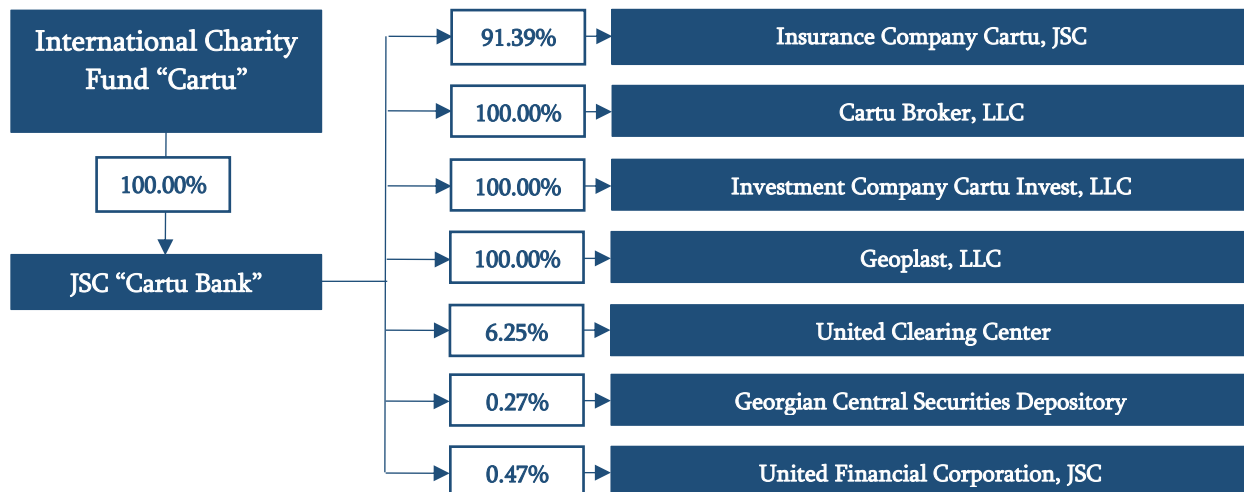 International Charity
Fund “Cartu”
100.00%
JSC “Cartu Bank”
91.39%
Insurance Company Cartu, JSC
100.00%
Cartu Broker, LLC
100.00%
Investment Company Cartu Invest, LLC
100.00%
Geoplast, LLC
6.25%
United Clearing Center
0.27%
Georgian Central Securities Depository
0.47%
United Financial Corporation, JSC